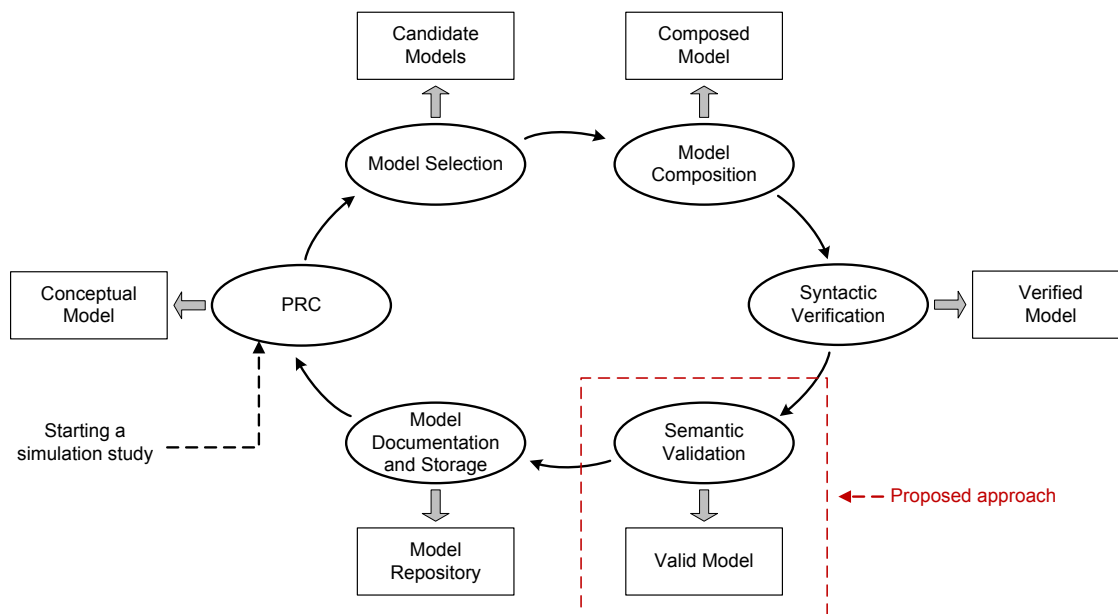 Candidate
Models
Composed
Model
Model Selection
Model
Composition
Conceptual
Model
PRC
Syntactic
Verification
Verified
Model
Starting a
simulation study
Model
Documentation
and Storage
Semantic
Validation
Proposed approach
Model
Repository
Valid Model